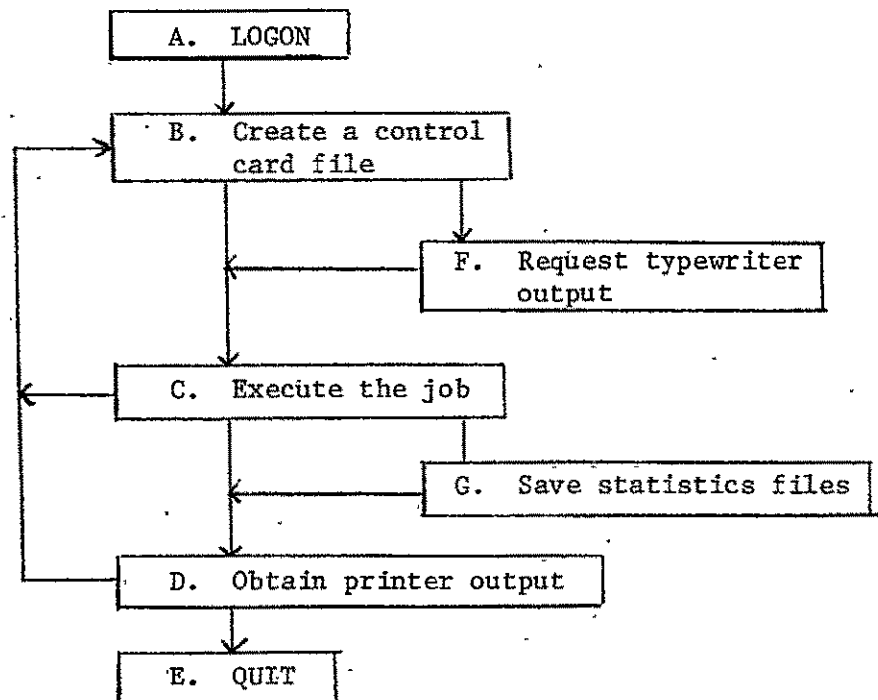 A. LOGON
B. Create a control
card file
F. Request typewriter
output
C. Execute the job
G. Save statistics files
D. Obtain printer output
E. QUIT